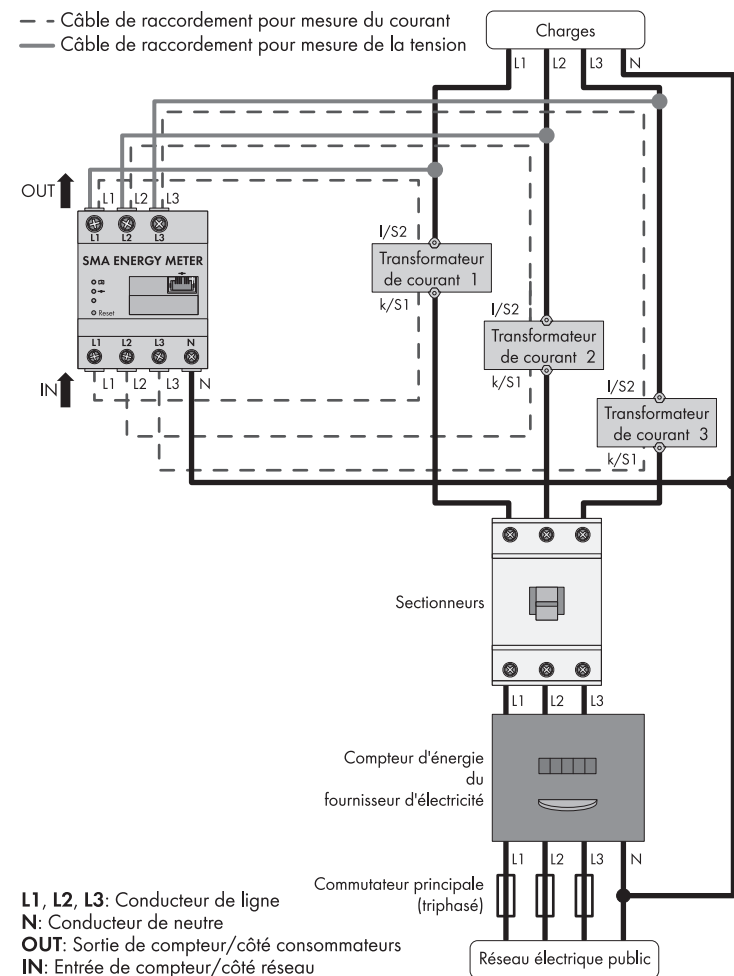 Câble de raccordement pour mesure du courant
Câble de raccordement pour mesure de la tension
Charges
L1 L2 L3 N
OUT L1 L2 L3
L1 L2 L3
SMA ENERGY METER
Reset
L1 L2 L3 N
IN L1 L2 L3 N
l/S2
Transformateur
de courant 1
k/S1
l/S2
Transformateur
de courant 2
k/S1
l/S2
Transformateur
de courant 3
k/S1
Sectionneurs
L1 L2 L3
Compteur d'énergie
du
fournisseur d'électricité
L1 L2 L3 N
Commutateur principale
(triphasé)
Réseau électrique public
L1, L2, L3: Conducteur de ligne
N: Conducteur de neutre
OUT: Sortie de compteur/côté consommateurs
IN: Entrée de compteur/côté réseau